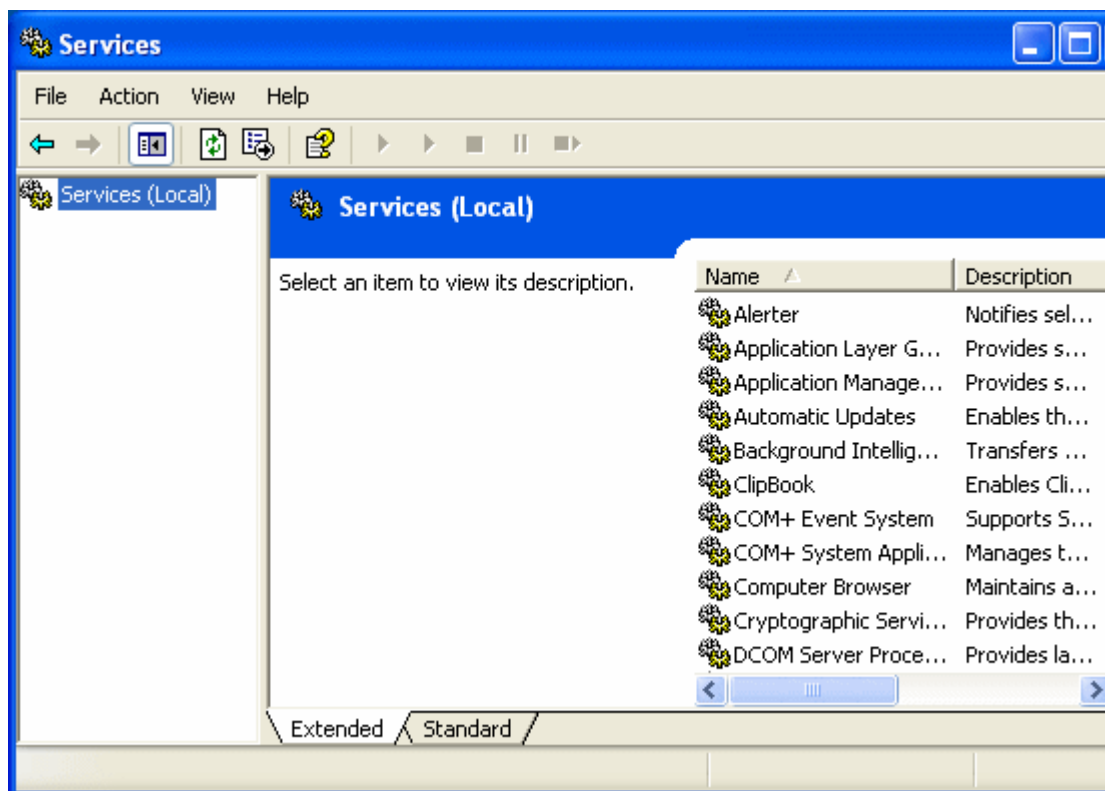 Services
File Action View Help
Services (Local)
Services (Local)
Select an item to view its description.
Name Description
Alerter Notifies sel...
Application Layer G... Provides s...
Application Manage... Provides s...
Automatic Updates Enables th...
Background Intellig... Transfers ...
ClipBook Enables Cli...
COM+ Event System Supports S...
COM+ System Appli... Manages t...
Computer Browser Maintains a...
Cryptographic Servi... Provides th...
DCOM Server Proce... Provides la...
Extended Standard